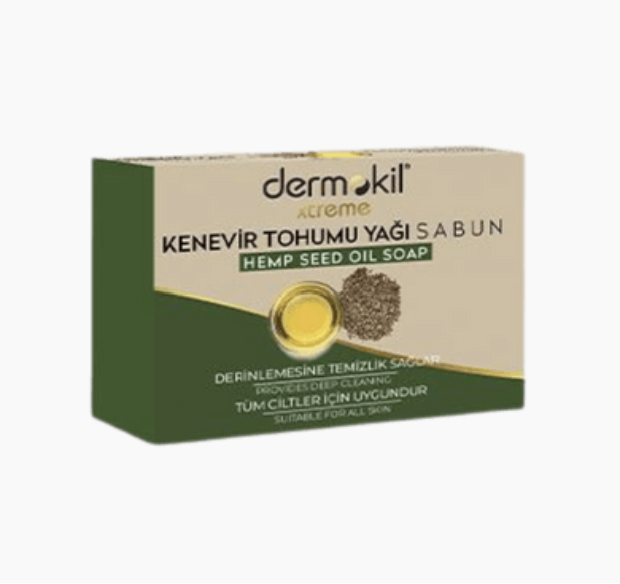 dermokil®
xtreme
KENEVİR TOHUMU YAĞI SABUN
HEMP SEED OIL SOAP
DERİNLEMESİNE TEMİZLİK SAĞLAR
PROVIDES DEEP CLEANING
TÜM CİLTLER İÇİN UYGUNDUR
SUITABLE FOR ALL SKIN